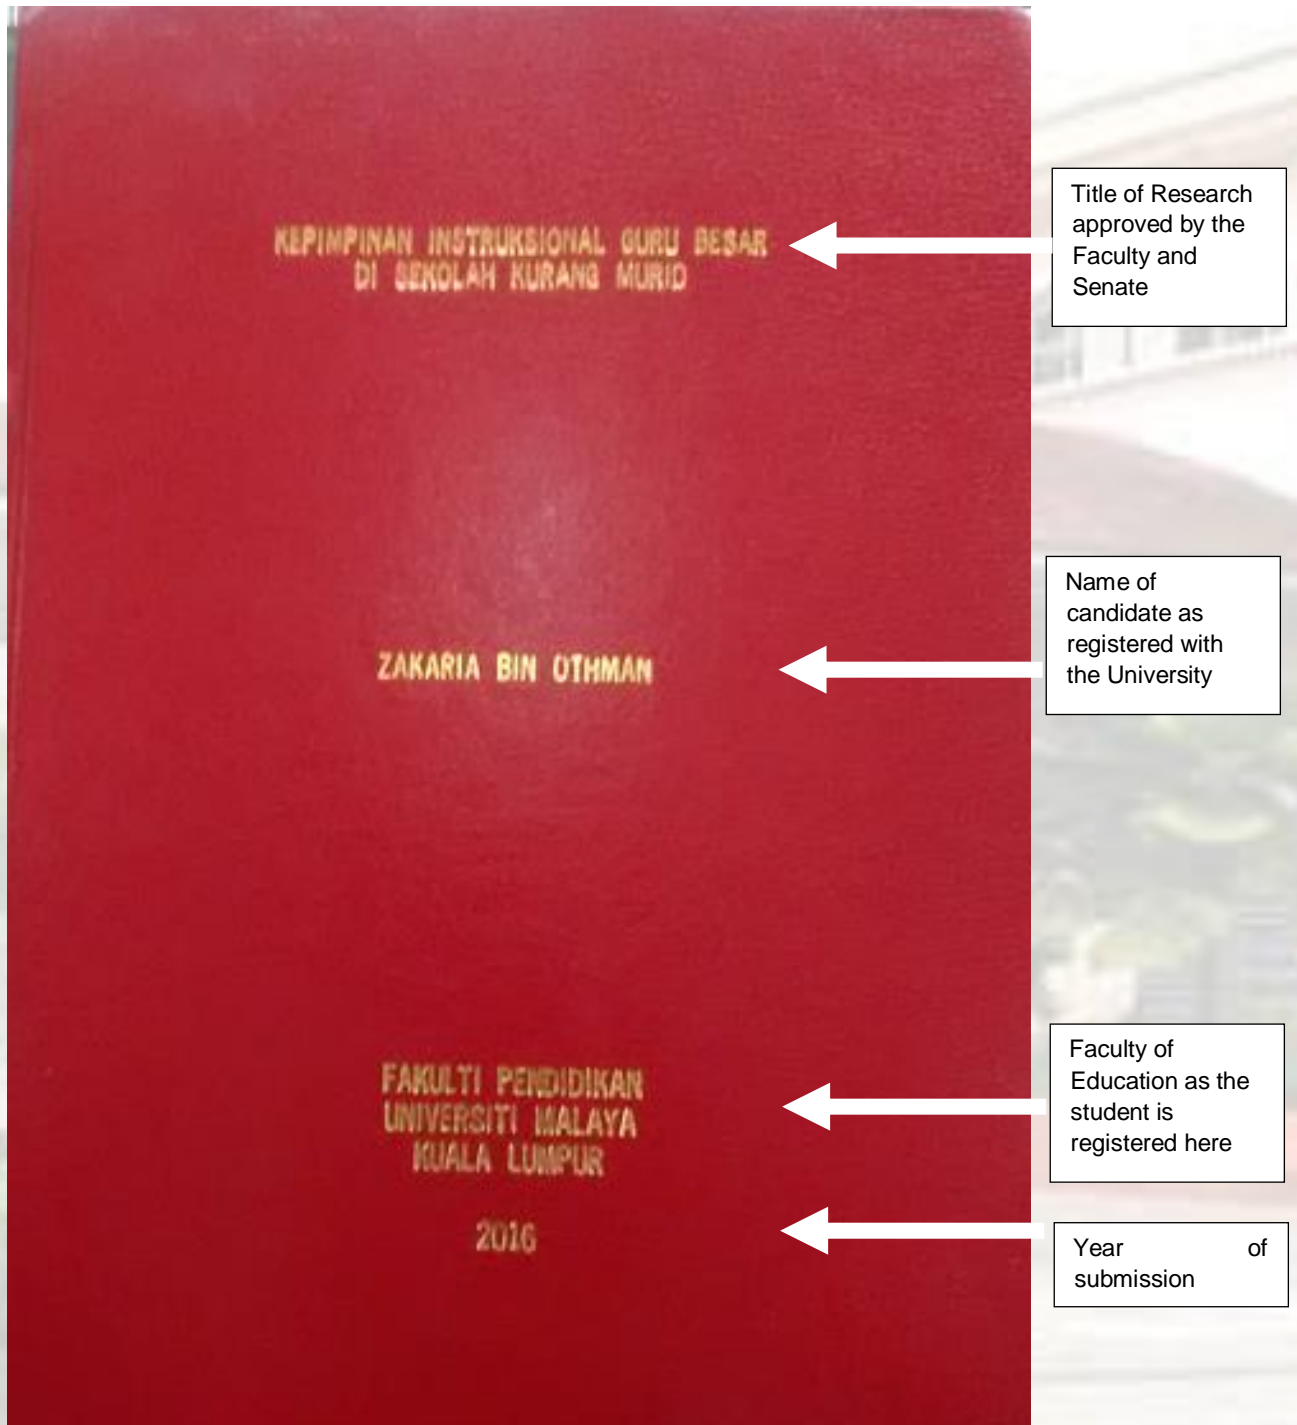 KEPIMPINAN INSTRUKSIONAL GURU BESAR
DI SEKOLAH KURANG MURID
Title of Research
approved by the
Faculty and
Senate
ZAKARIA BIN OTHMAN
Name of
candidate as
registered with
the University
FAKULTI PENDIDIKAN
UNIVERSITI MALAYA
KUALA LUMPUR
Faculty of
Education as the
student is
registered here
2016
Year of
submission